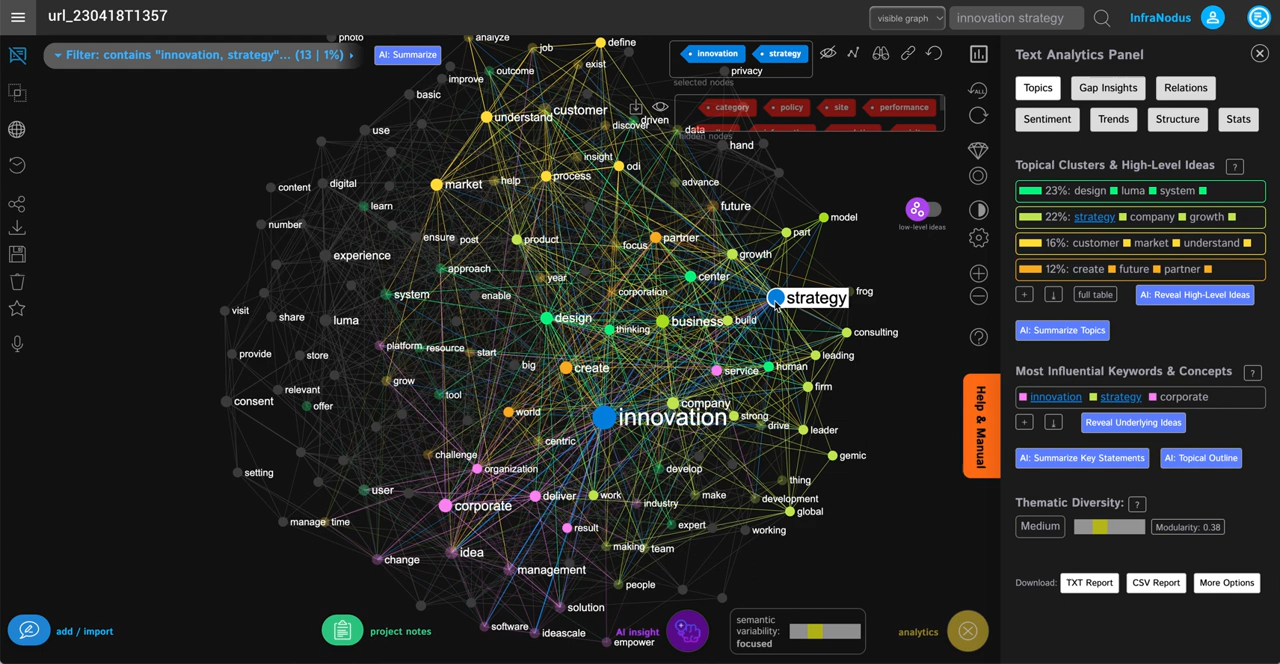 url_230418T1357
visible graph
innovation strategy
InfraNodus
Filter: contains "innovation, strategy"... (13 | 1%)
AI: Summarize
innovation
strategy
selected nodes
category
policy
site
performance
hidden nodes
photo
analyze
job
define
improve
outcome
exist
privacy
basic
customer
understand
discover
driven
data
use
hand
insight
odi
content
digital
market
help
process
advance
learn
future
number
model
ensure
post
product
focus
partner
part
experience
growth
approach
year
center
system
enable
corporation
strategy
frog
visit
share
luma
design
thinking
business
build
consulting
platform
resource
start
provide
store
big
create
service
human
leading
grow
relevant
tool
firm
consent
offer
world
company
innovation
strong
drive
leader
centric
challenge
gemic
setting
organization
develop
user
thing
deliver
work
make
development
corporate
industry
global
manage
time
result
expert
working
idea
making
team
change
management
people
solution
software
ideascale
empower
low-level ideas
Help & Manual
add / import
project notes
AI insight
semantic
variability:
focused
analytics
Text Analytics Panel
Topics
Gap Insights
Relations
Sentiment
Trends
Structure
Stats
Topical Clusters & High-Level Ideas
?
23%: design luma system
22%: strategy company growth
16%: customer market understand
12%: create future partner
+
↓
full table
AI: Reveal High-Level Ideas
AI: Summarize Topics
Most Influential Keywords & Concepts
?
innovation strategy corporate
+
↓
Reveal Underlying Ideas
AI: Summarize Key Statements
AI: Topical Outline
Thematic Diversity:
?
Medium
Modularity: 0.38
Download:
TXT Report
CSV Report
More Options